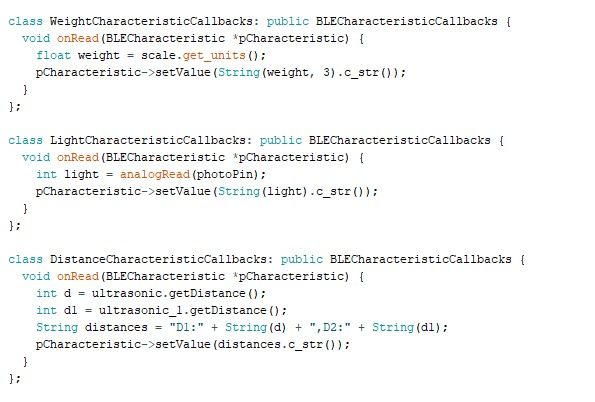 class WeightCharacteristicCallbacks: public BLECharacteristicCallbacks {
  void onRead(BLECharacteristic *pCharacteristic) {
    float weight = scale.get_units();
    pCharacteristic->setValue(String(weight, 3).c_str());
  }
};

class LightCharacteristicCallbacks: public BLECharacteristicCallbacks {
  void onRead(BLECharacteristic *pCharacteristic) {
    int light = analogRead(photoPin);
    pCharacteristic->setValue(String(light).c_str());
  }
};

class DistanceCharacteristicCallbacks: public BLECharacteristicCallbacks {
  void onRead(BLECharacteristic *pCharacteristic) {
    int d = ultrasonic.getDistance();
    int d1 = ultrasonic_1.getDistance();
    String distances = "D1:" + String(d) + ",D2:" + String(d1);
    pCharacteristic->setValue(distances.c_str());
  }
};